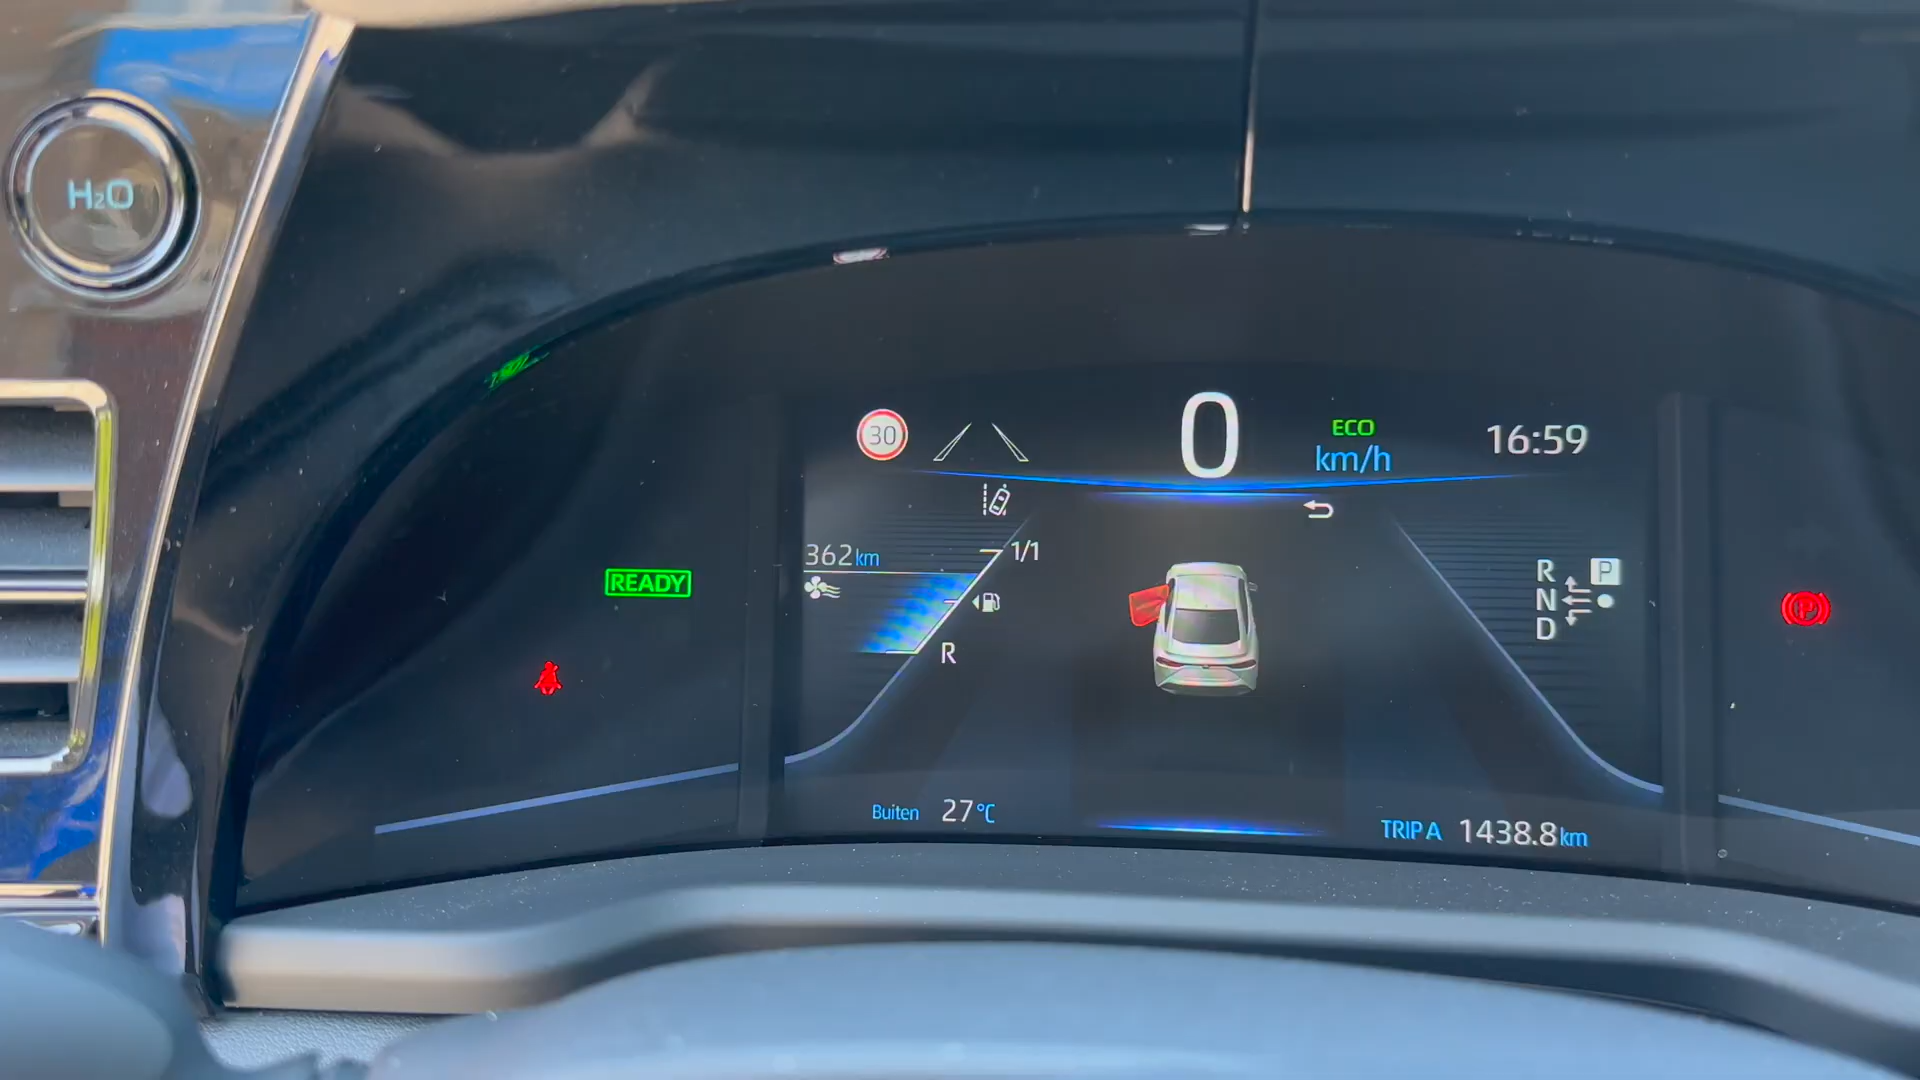 H₂O
30
0
ECO
km/h
16:59
362km
1/1
R
READY
R P
N
D
P
Buiten 27°C
TRIP A 1438.8km